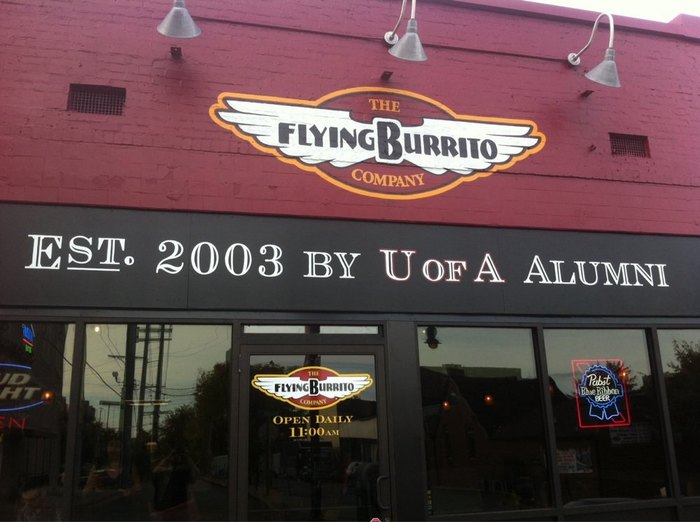 THE
FLYING BURRITO
COMPANY
EST. 2003 BY U OF A ALUMNI
THE
FLYING BURRITO
COMPANY
OPEN DAILY
11:00AM
Pabst
Blue Ribbon
BEER